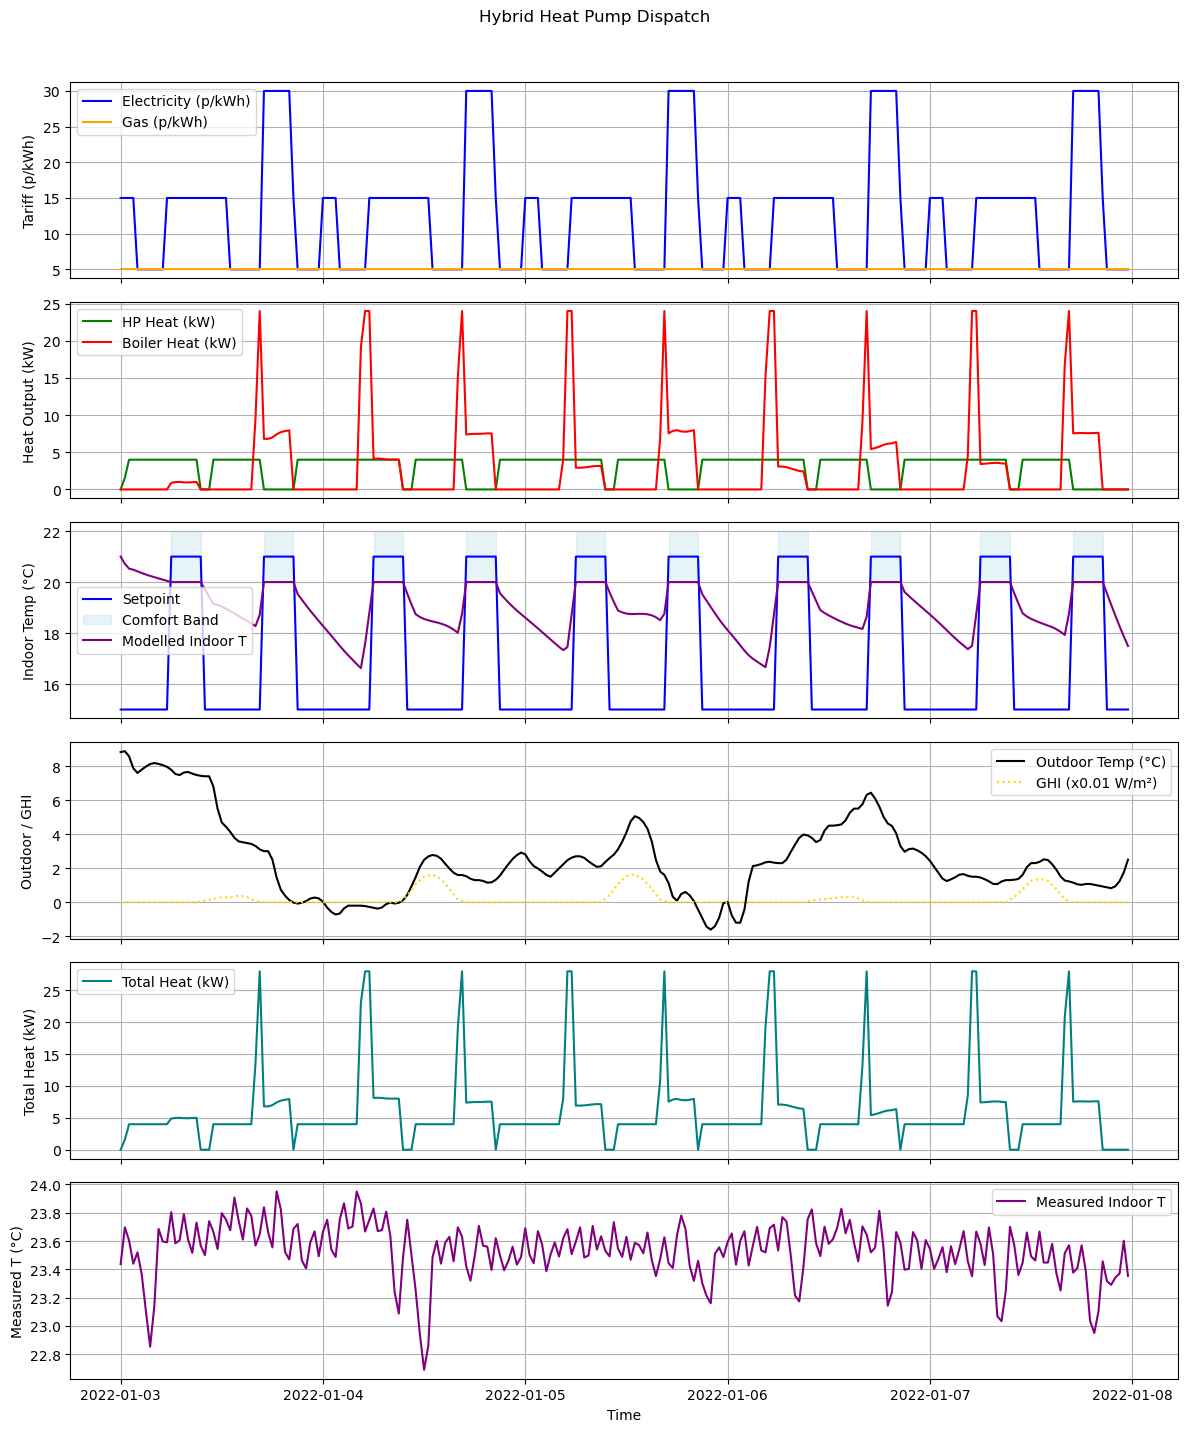 Hybrid Heat Pump Dispatch
Tariff (p/kWh)
30
25
20
15
10
5
Electricity (p/kWh)
Gas (p/kWh)
Heat Output (kW)
25
20
15
10
5
0
HP Heat (kW)
Boiler Heat (kW)
Indoor Temp (°C)
22
20
18
16
Setpoint
Comfort Band
Modelled Indoor T
Outdoor / GHI
8
6
4
2
0
−2
Outdoor Temp (°C)
GHI (x0.01 W/m²)
Total Heat (kW)
25
20
15
10
5
0
Total Heat (kW)
Measured T (°C)
24.0
23.8
23.6
23.4
23.2
23.0
22.8
Measured Indoor T
2022-01-03 2022-01-04 2022-01-05 2022-01-06 2022-01-07 2022-01-08
Time